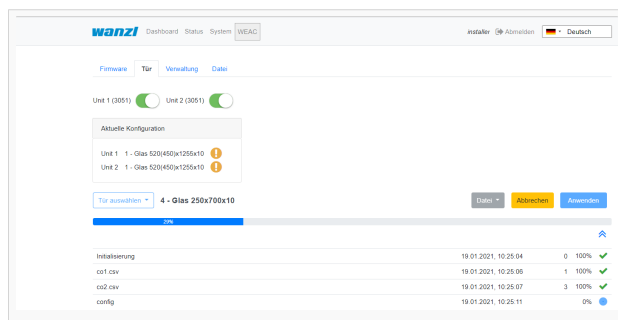 wanzl Dashboard Status System WEAC installer Abmelden Deutsch
Firmware Tür Verwaltung Datei
Unit 1 (3051) Unit 2 (3051)
Aktuelle Konfiguration
Unit 1 1 - Glas 520(450)x1255x10
Unit 2 1 - Glas 520(450)x1255x10
Tür auswählen 4 - Glas 250x700x10 Datei Abbrechen Anwenden
29%
Initialisierung 19.01.2021, 10:25:04 0 100%
co1.csv 19.01.2021, 10:25:06 1 100%
co2.csv 19.01.2021, 10:25:07 3 100%
config 19.01.2021, 10:25:11 0%